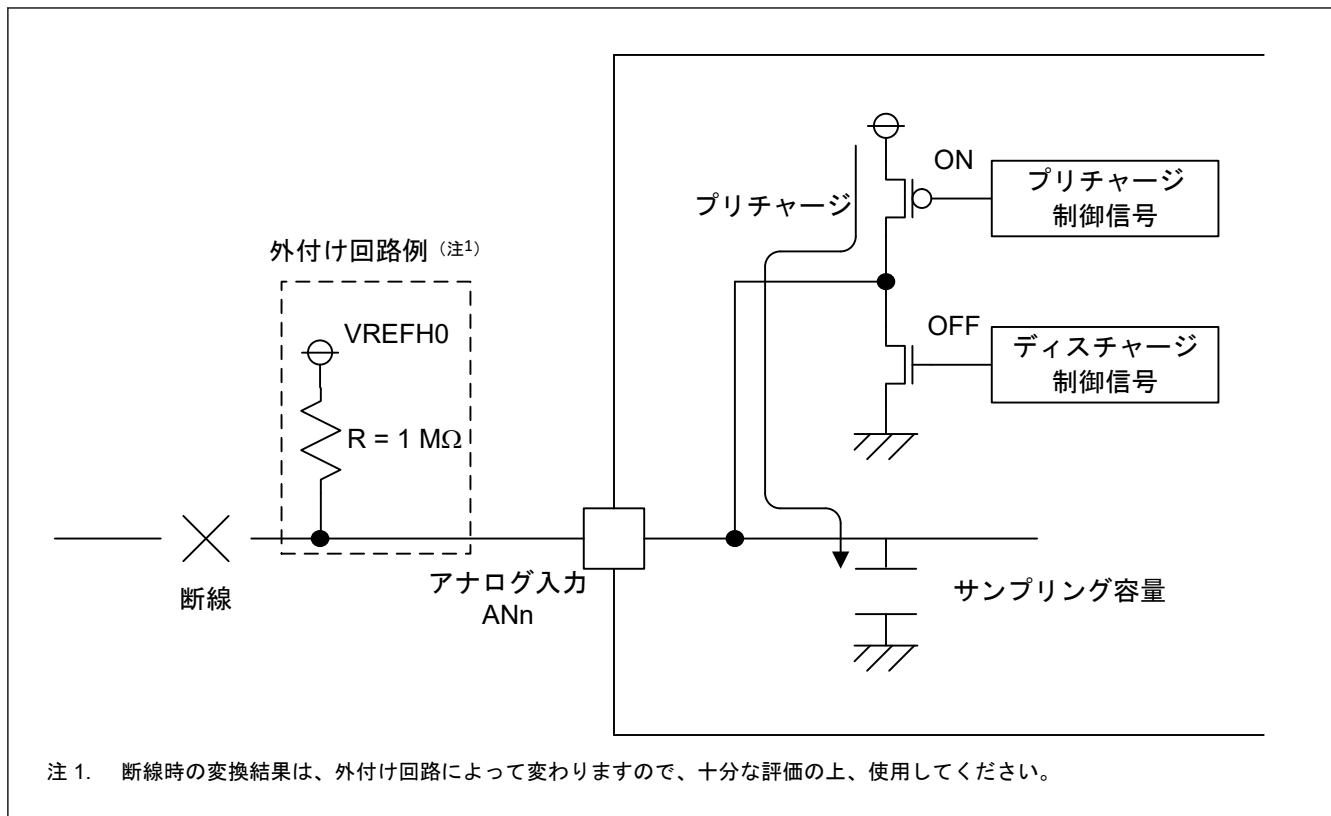 ON
プリチャージ
制御信号
プリチャージ
外付け回路例（注1）
VREFH0
OFF
ディスチャージ
制御信号
R = 1 MΩ
断線
アナログ入力
ANn
サンプリング容量
注 1. 断線時の変換結果は、外付け回路によって変わりますので、十分な評価の上、使用してください。